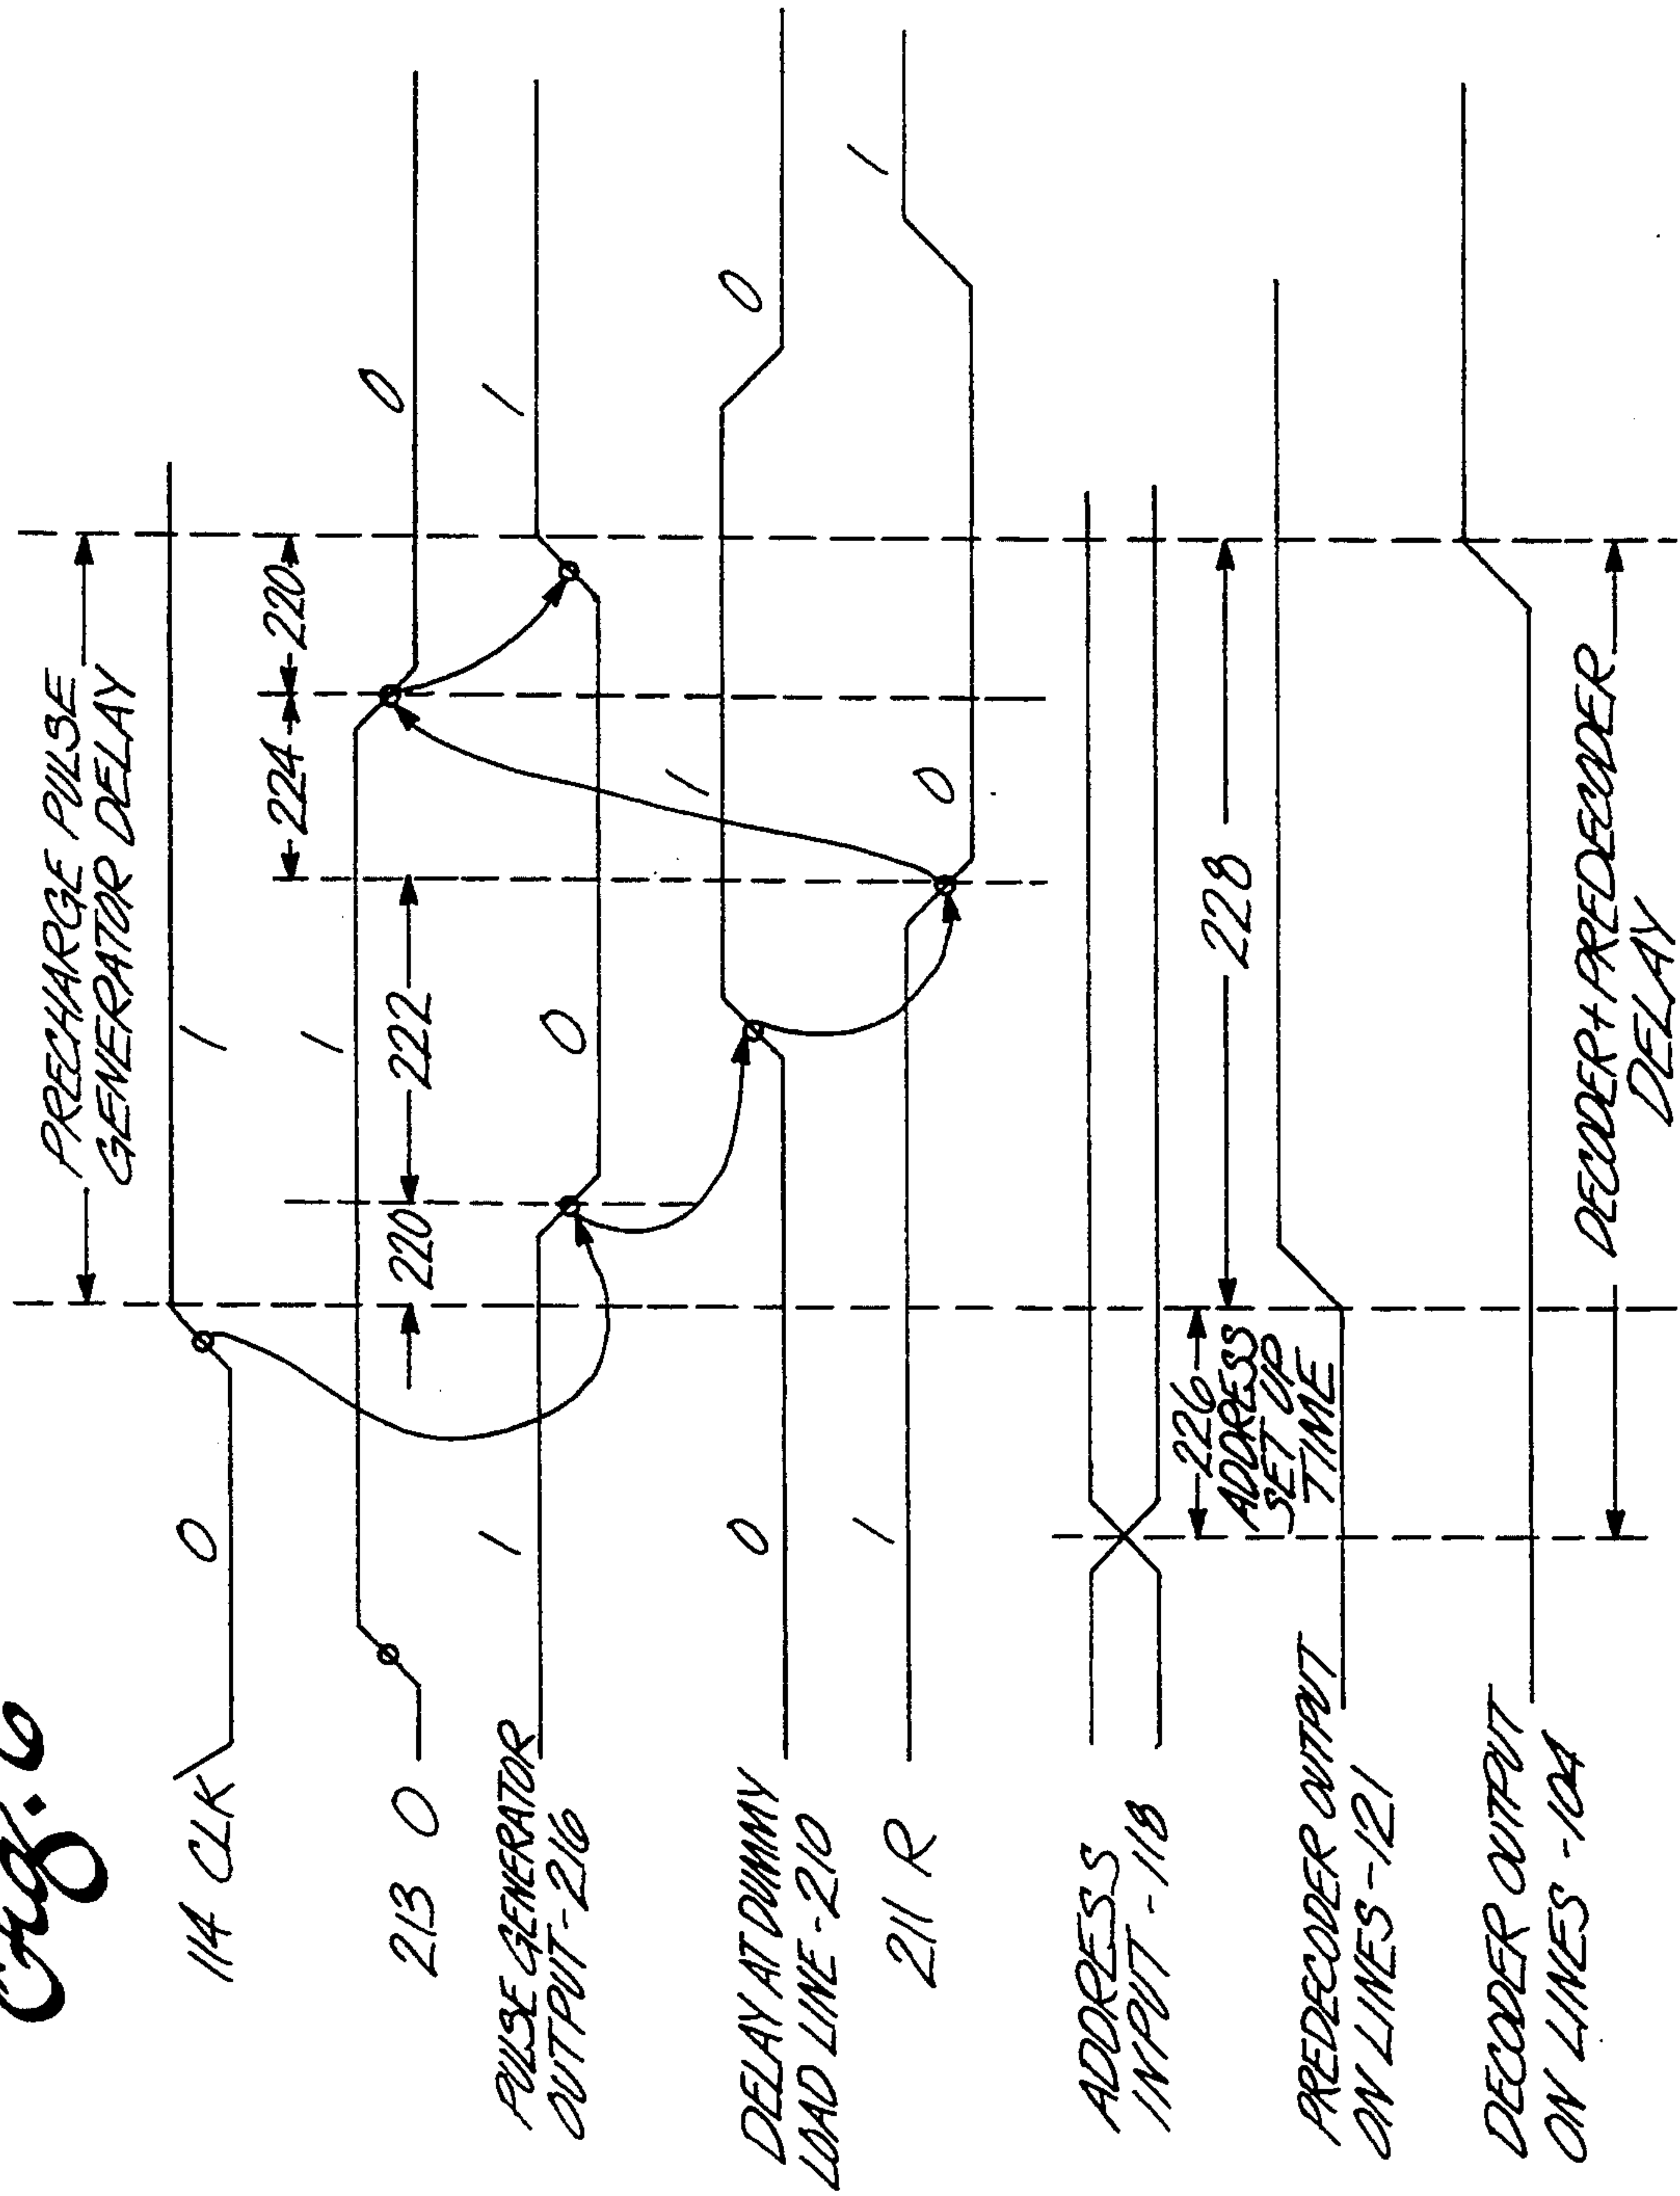 Fig. 6
PRECHARGE PULSE
GENERATOR DELAY
114 CLK
0
1
220
222
224
220
213 0
1
0
PULSE GENERATOR
OUTPUT-216
1
0
1
DELAY AT DUMMY
LOAD LINE-210
0
1
0
211 R
1
0
1
ADDRESS
INPUT-118
226
ADDRESS
SET UP
TIME
228
PREDECODER OUTPUT
ON LINES-121
DECODER OUTPUT
ON LINES-104
DECODER+PREDECODER
DELAY